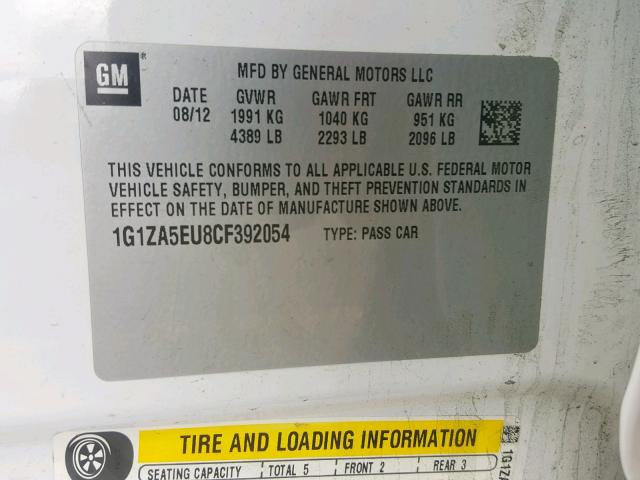 GM
MFD BY GENERAL MOTORS LLC
DATE GVWR GAWR FRT GAWR RR
08/12 1991 KG 1040 KG 951 KG
4389 LB 2293 LB 2096 LB
THIS VEHICLE CONFORMS TO ALL APPLICABLE U.S. FEDERAL MOTOR
VEHICLE SAFETY, BUMPER, AND THEFT PREVENTION STANDARDS IN
EFFECT ON THE DATE OF MANUFACTURE SHOWN ABOVE.
1G1ZA5EU8CF392054 TYPE: PASS CAR
TIRE AND LOADING INFORMATION
SEATING CAPACITY TOTAL 5 FRONT 2 REAR 3
1G1Z